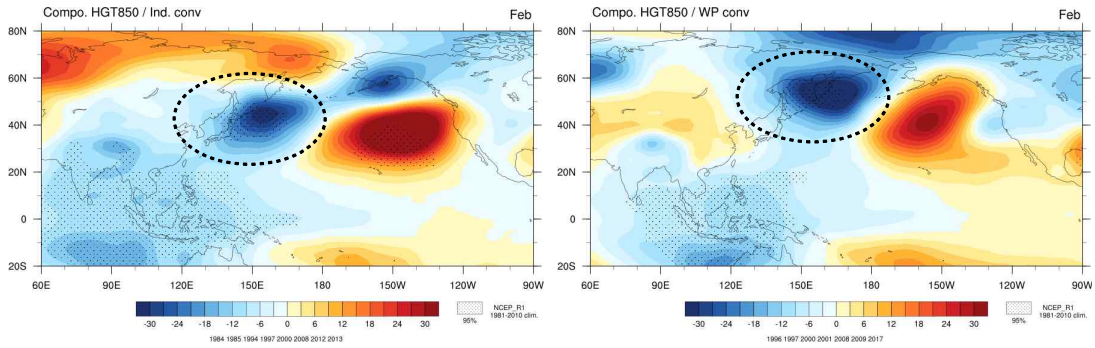 Compo. HGT850 / Ind. conv Feb
80N
60N
40N
20N
0
20S
60E 90E 120E 150E 180 150W 120W 90W
-30 -24 -18 -12 -6 0 6 12 18 24 30
95%
NCEP_R1
1981-2010 clim.
1984 1985 1994 1997 2000 2008 2012 2013
Compo. HGT850 / WP conv Feb
80N
60N
40N
20N
0
20S
60E 90E 120E 150E 180 150W 120W 90W
-30 -24 -18 -12 -6 0 6 12 18 24 30
95%
NCEP_R1
1981-2010 clim.
1996 1997 2000 2001 2008 2009 2017